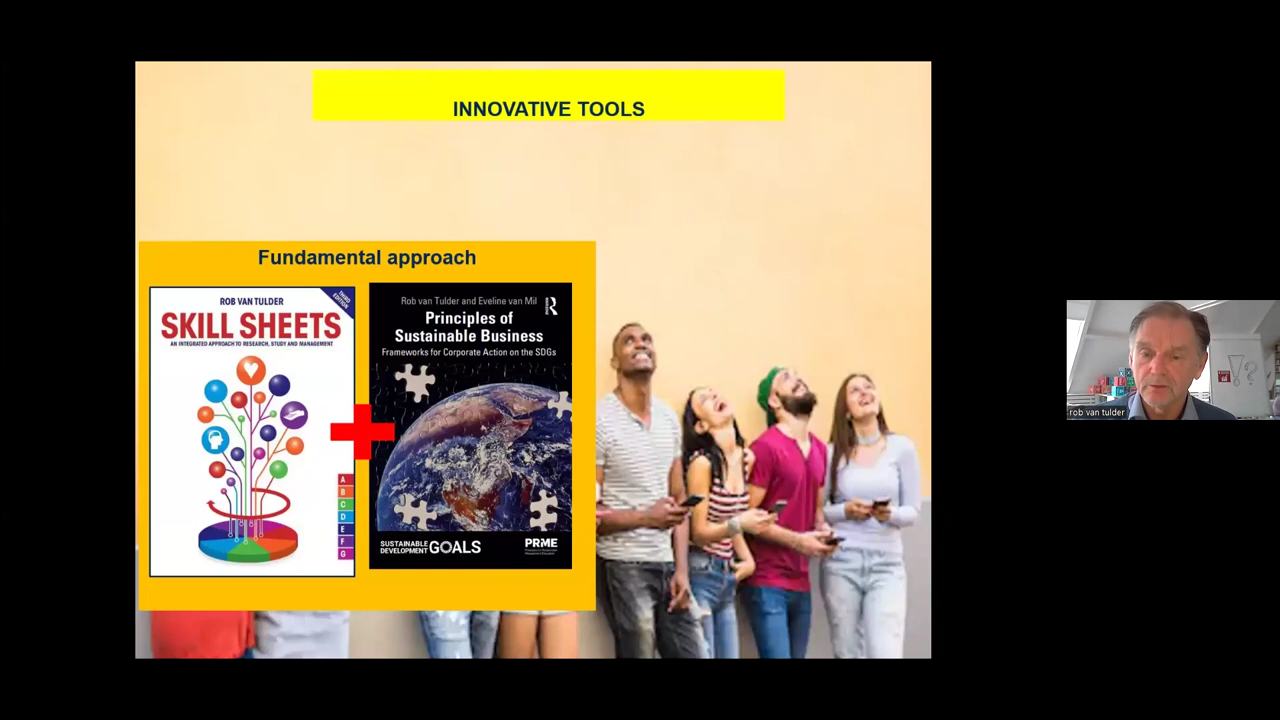 INNOVATIVE TOOLS
Fundamental approach
ROB VAN TULDER
THIRD
EDITION
SKILL SHEETS
AN INTEGRATED APPROACH TO RESEARCH, STUDY AND MANAGEMENT
A
B
C
D
E
F
G
Rob van Tulder and Eveline van Mil
Principles of
Sustainable Business
Frameworks for Corporate Action on the SDGs
SUSTAINABLE
DEVELOPMENT GOALS
PRME
rob van tulder